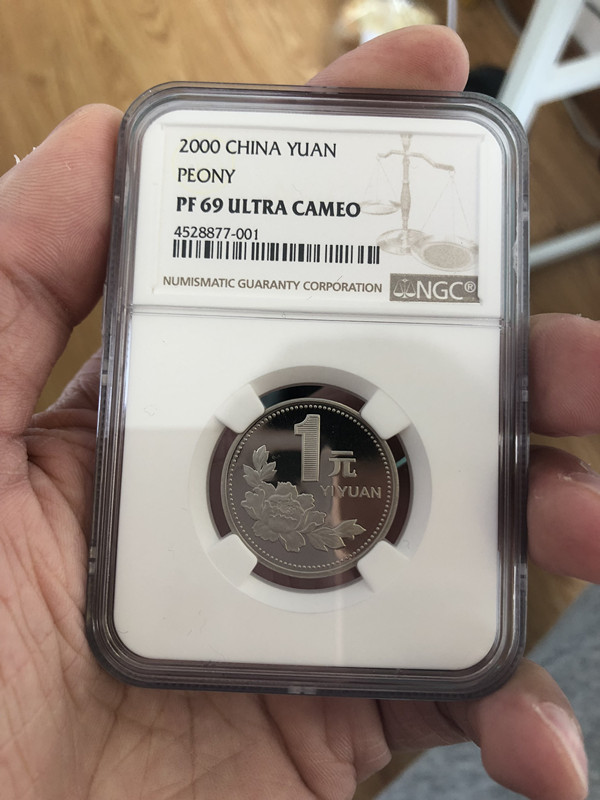 2000 CHINA YUAN
PEONY
PF 69 ULTRA CAMEO
4528877-001
NUMISMATIC GUARANTY CORPORATION
NGC®
1元
YIYUAN